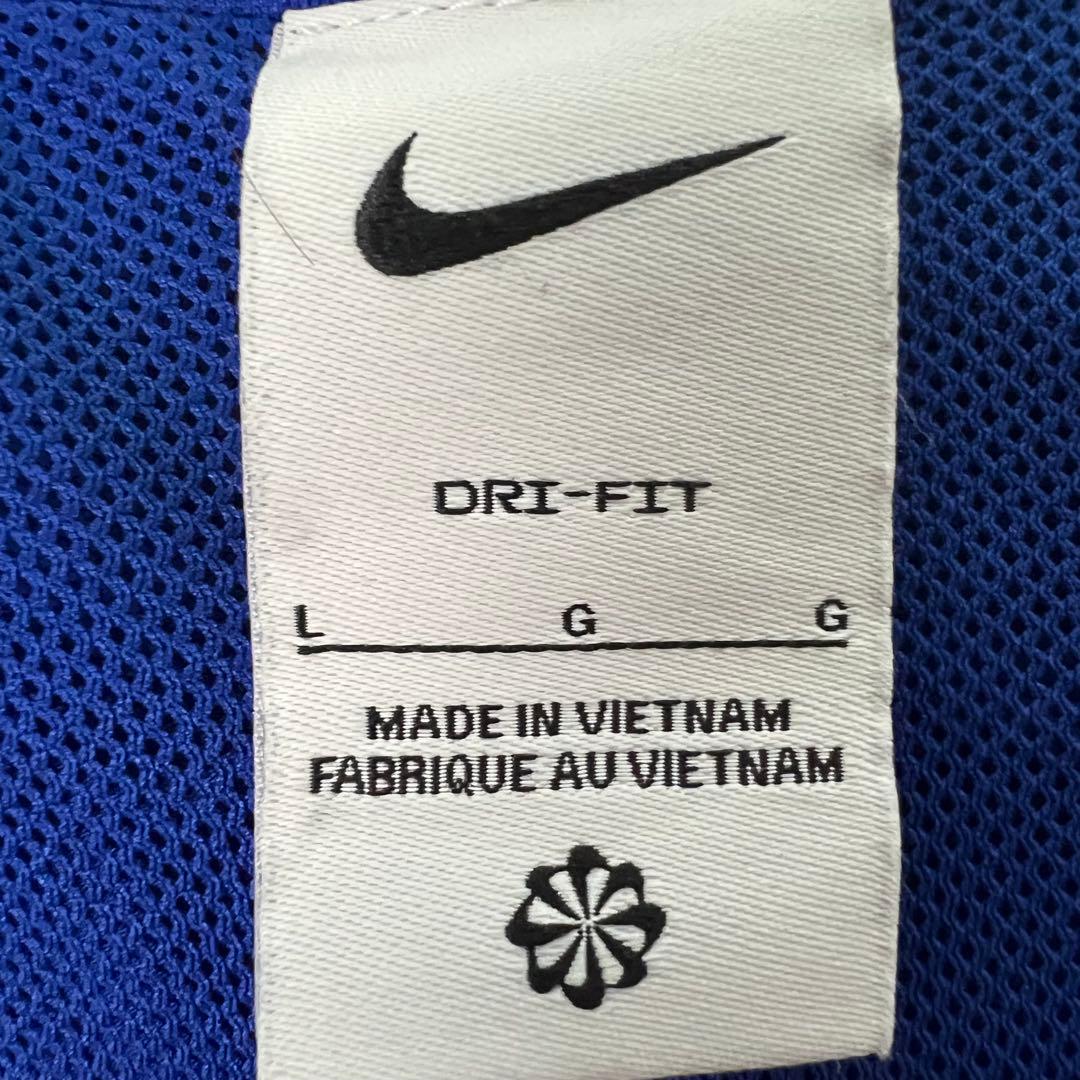 DRI-FIT
L G G
MADE IN VIETNAM
FABRIQUE AU VIETNAM